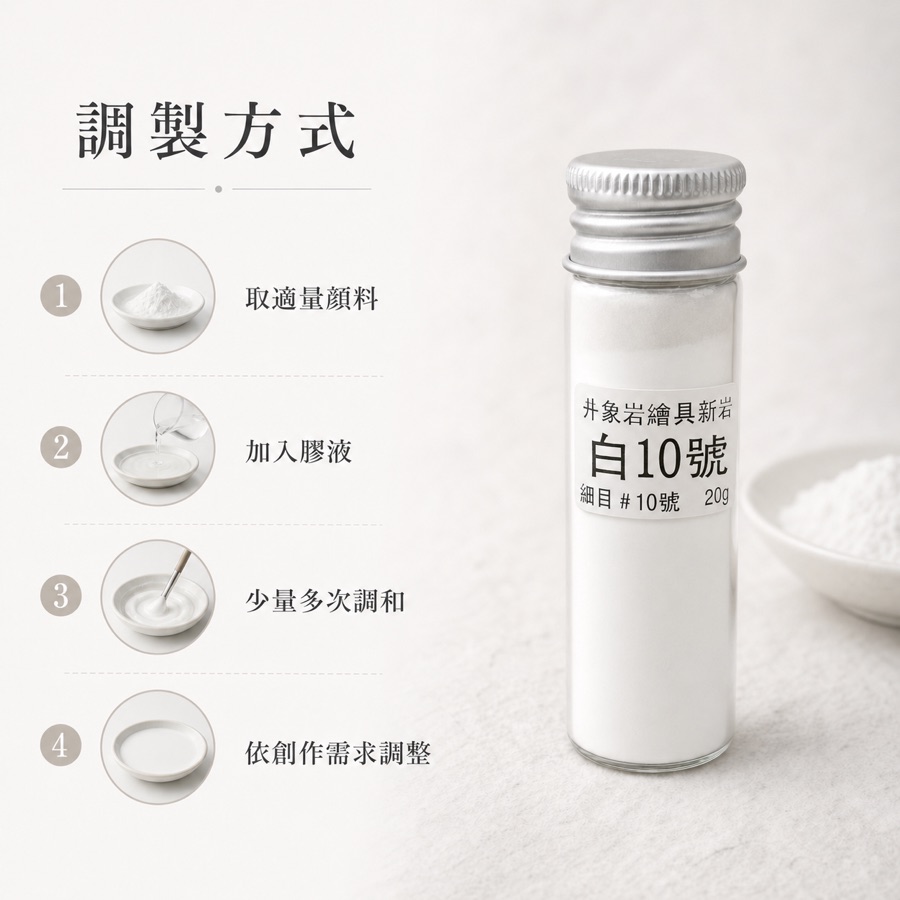 調製方式
1
取適量顔料
2
加入膠液
3
少量多次調和
4
依創作需求調整
井象岩繪具新岩
白10號
細目 # 10號 20g